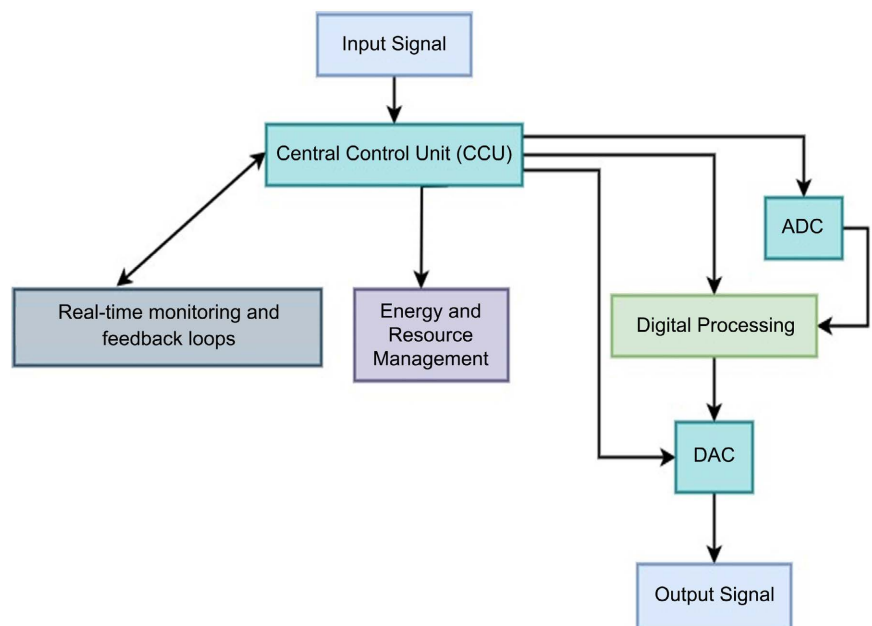 Input Signal
Central Control Unit (CCU)
ADC
Real-time monitoring and
feedback loops
Energy and
Resource
Management
Digital Processing
DAC
Output Signal